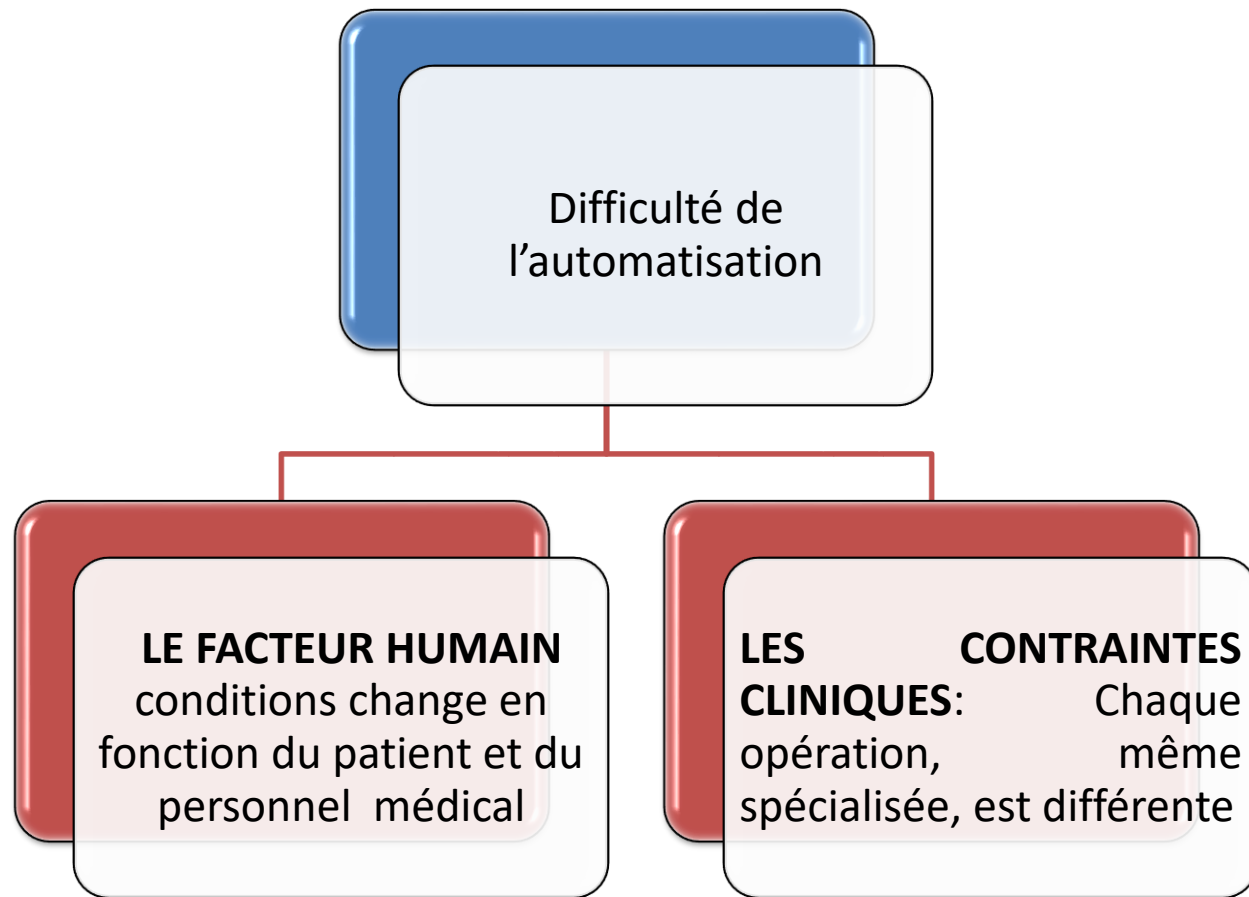 Difficulté de
l’automatisation
LE FACTEUR HUMAIN
conditions change en
fonction du patient et du
personnel médical
LES CONTRAINTES
CLINIQUES: Chaque
opération, même
spécialisée, est différente